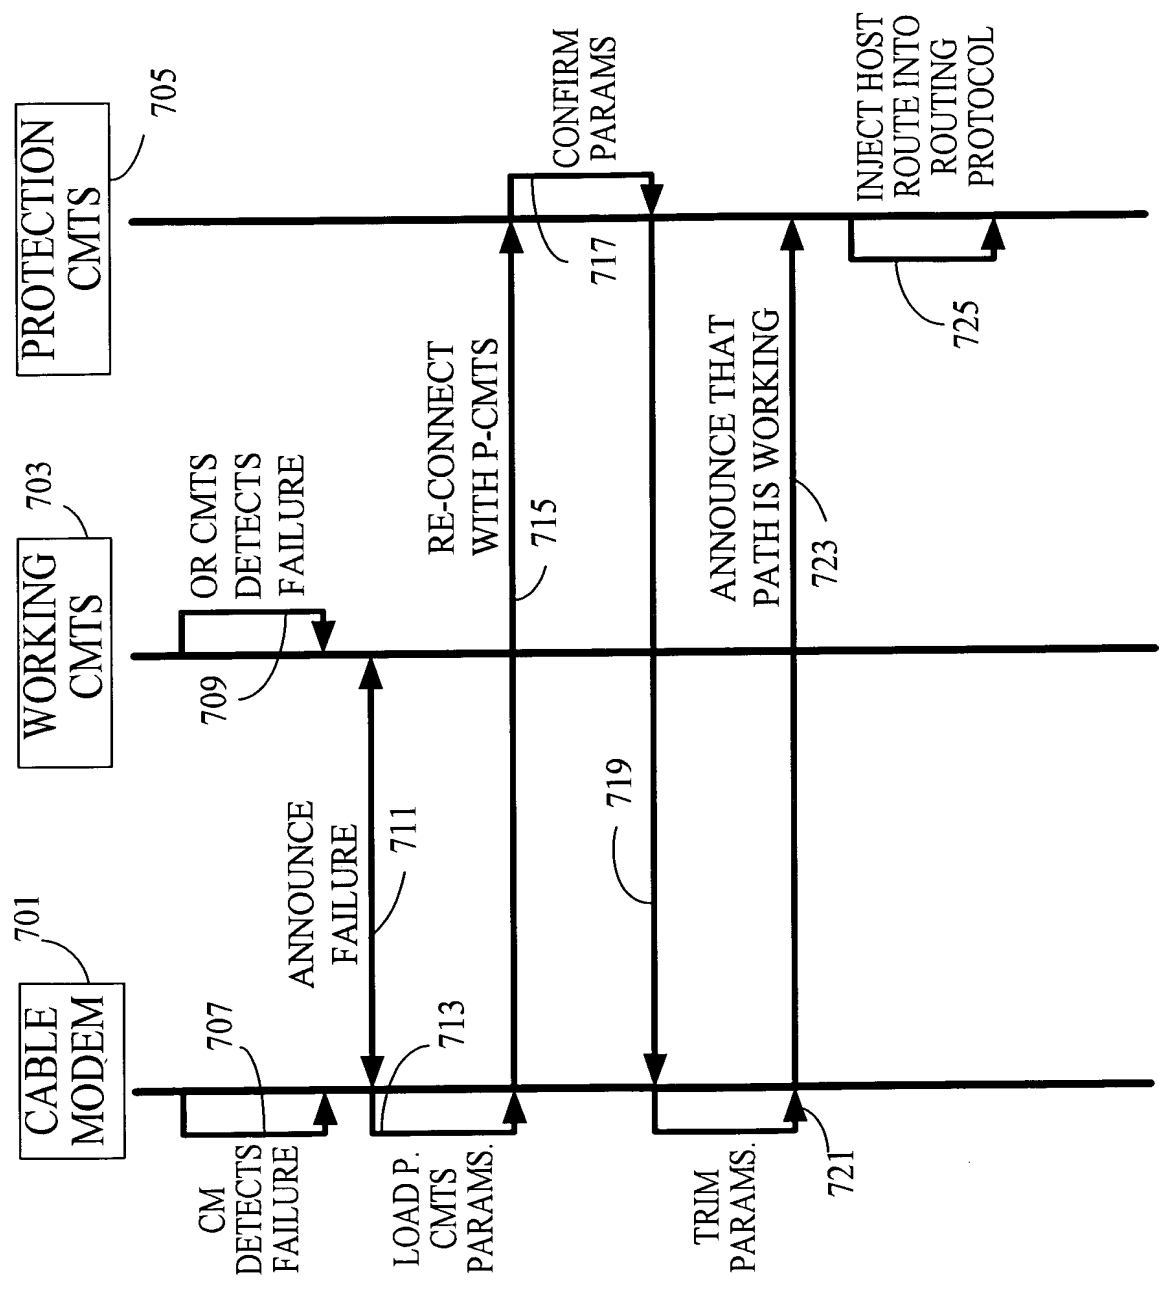 CABLE
MODEM
701
WORKING
CMTS
703
PROTECTION
CMTS
705
CM
DETECTS
FAILURE
707
OR CMTS
DETECTS
FAILURE
709
ANNOUNCE
FAILURE
711
LOAD P.
CMTS
PARAMS.
713
RE-CONNECT
WITH P-CMTS
715
CONFIRM
PARAMS
717
719
TRIM
PARAMS.
721
ANNOUNCE THAT
PATH IS WORKING
723
INJECT HOST
ROUTE INTO
ROUTING
PROTOCOL
725